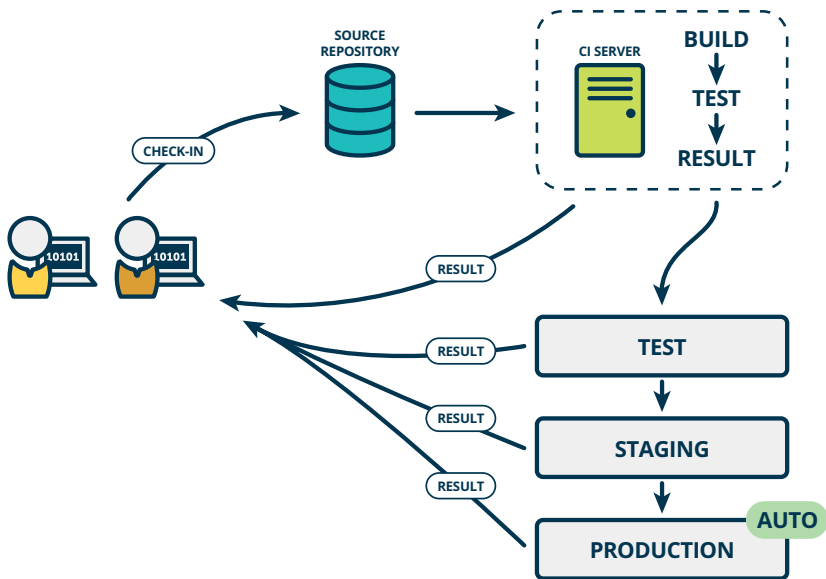 SOURCE
REPOSITORY
CI SERVER
BUILD
TEST
RESULT
CHECK-IN
10101
10101
RESULT
TEST
RESULT
STAGING
RESULT
PRODUCTION
AUTO
RESULT